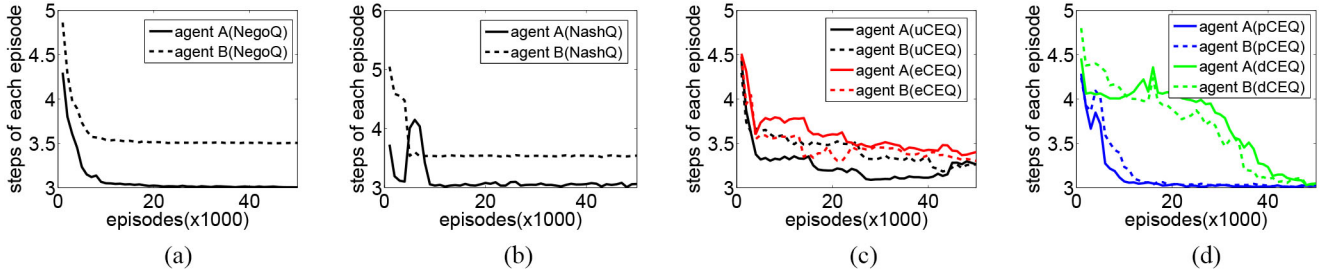 5
4.5
4
3.5
3
steps of each episode
0
20
40
episodes(x1000)
agent A(NegoQ)
agent B(NegoQ)
(a)
6
5
4
3
steps of each episode
0
20
40
episodes(x1000)
agent A(NashQ)
agent B(NashQ)
(b)
5
4.5
4
3.5
3
steps of each episode
0
20
40
episodes(x1000)
agent A(uCEQ)
agent B(uCEQ)
agent A(eCEQ)
agent B(eCEQ)
(c)
5
4.5
4
3.5
3
steps of each episode
0
20
40
episodes(x1000)
agent A(pCEQ)
agent B(pCEQ)
agent A(dCEQ)
agent B(dCEQ)
(d)